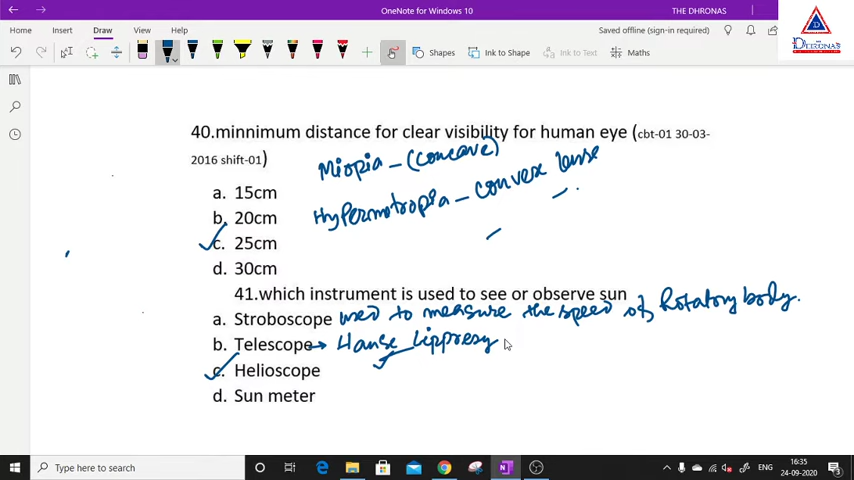 OneNote for Windows 10
THE DHRONAS
Home Insert Draw View Help
Saved offline (sign-in required)
Shapes Ink to Shape Ink to Text Maths
THE
DHRONAS
40.minnimum distance for clear visibility for human eye (cbt-01 30-03-
2016 shift-01)
Miopia - (concave)
a. 15cm
Hypermotropia - convex lense
b. 20cm
c. 25cm
d. 30cm
41.which instrument is used to see or observe sun
a. Stroboscope used to measure the speed of Rotatory body.
b. Telescope → Hanse Lippresy
c. Helioscope
d. Sun meter
Type here to search
ENG
16:35
24-09-2020
3